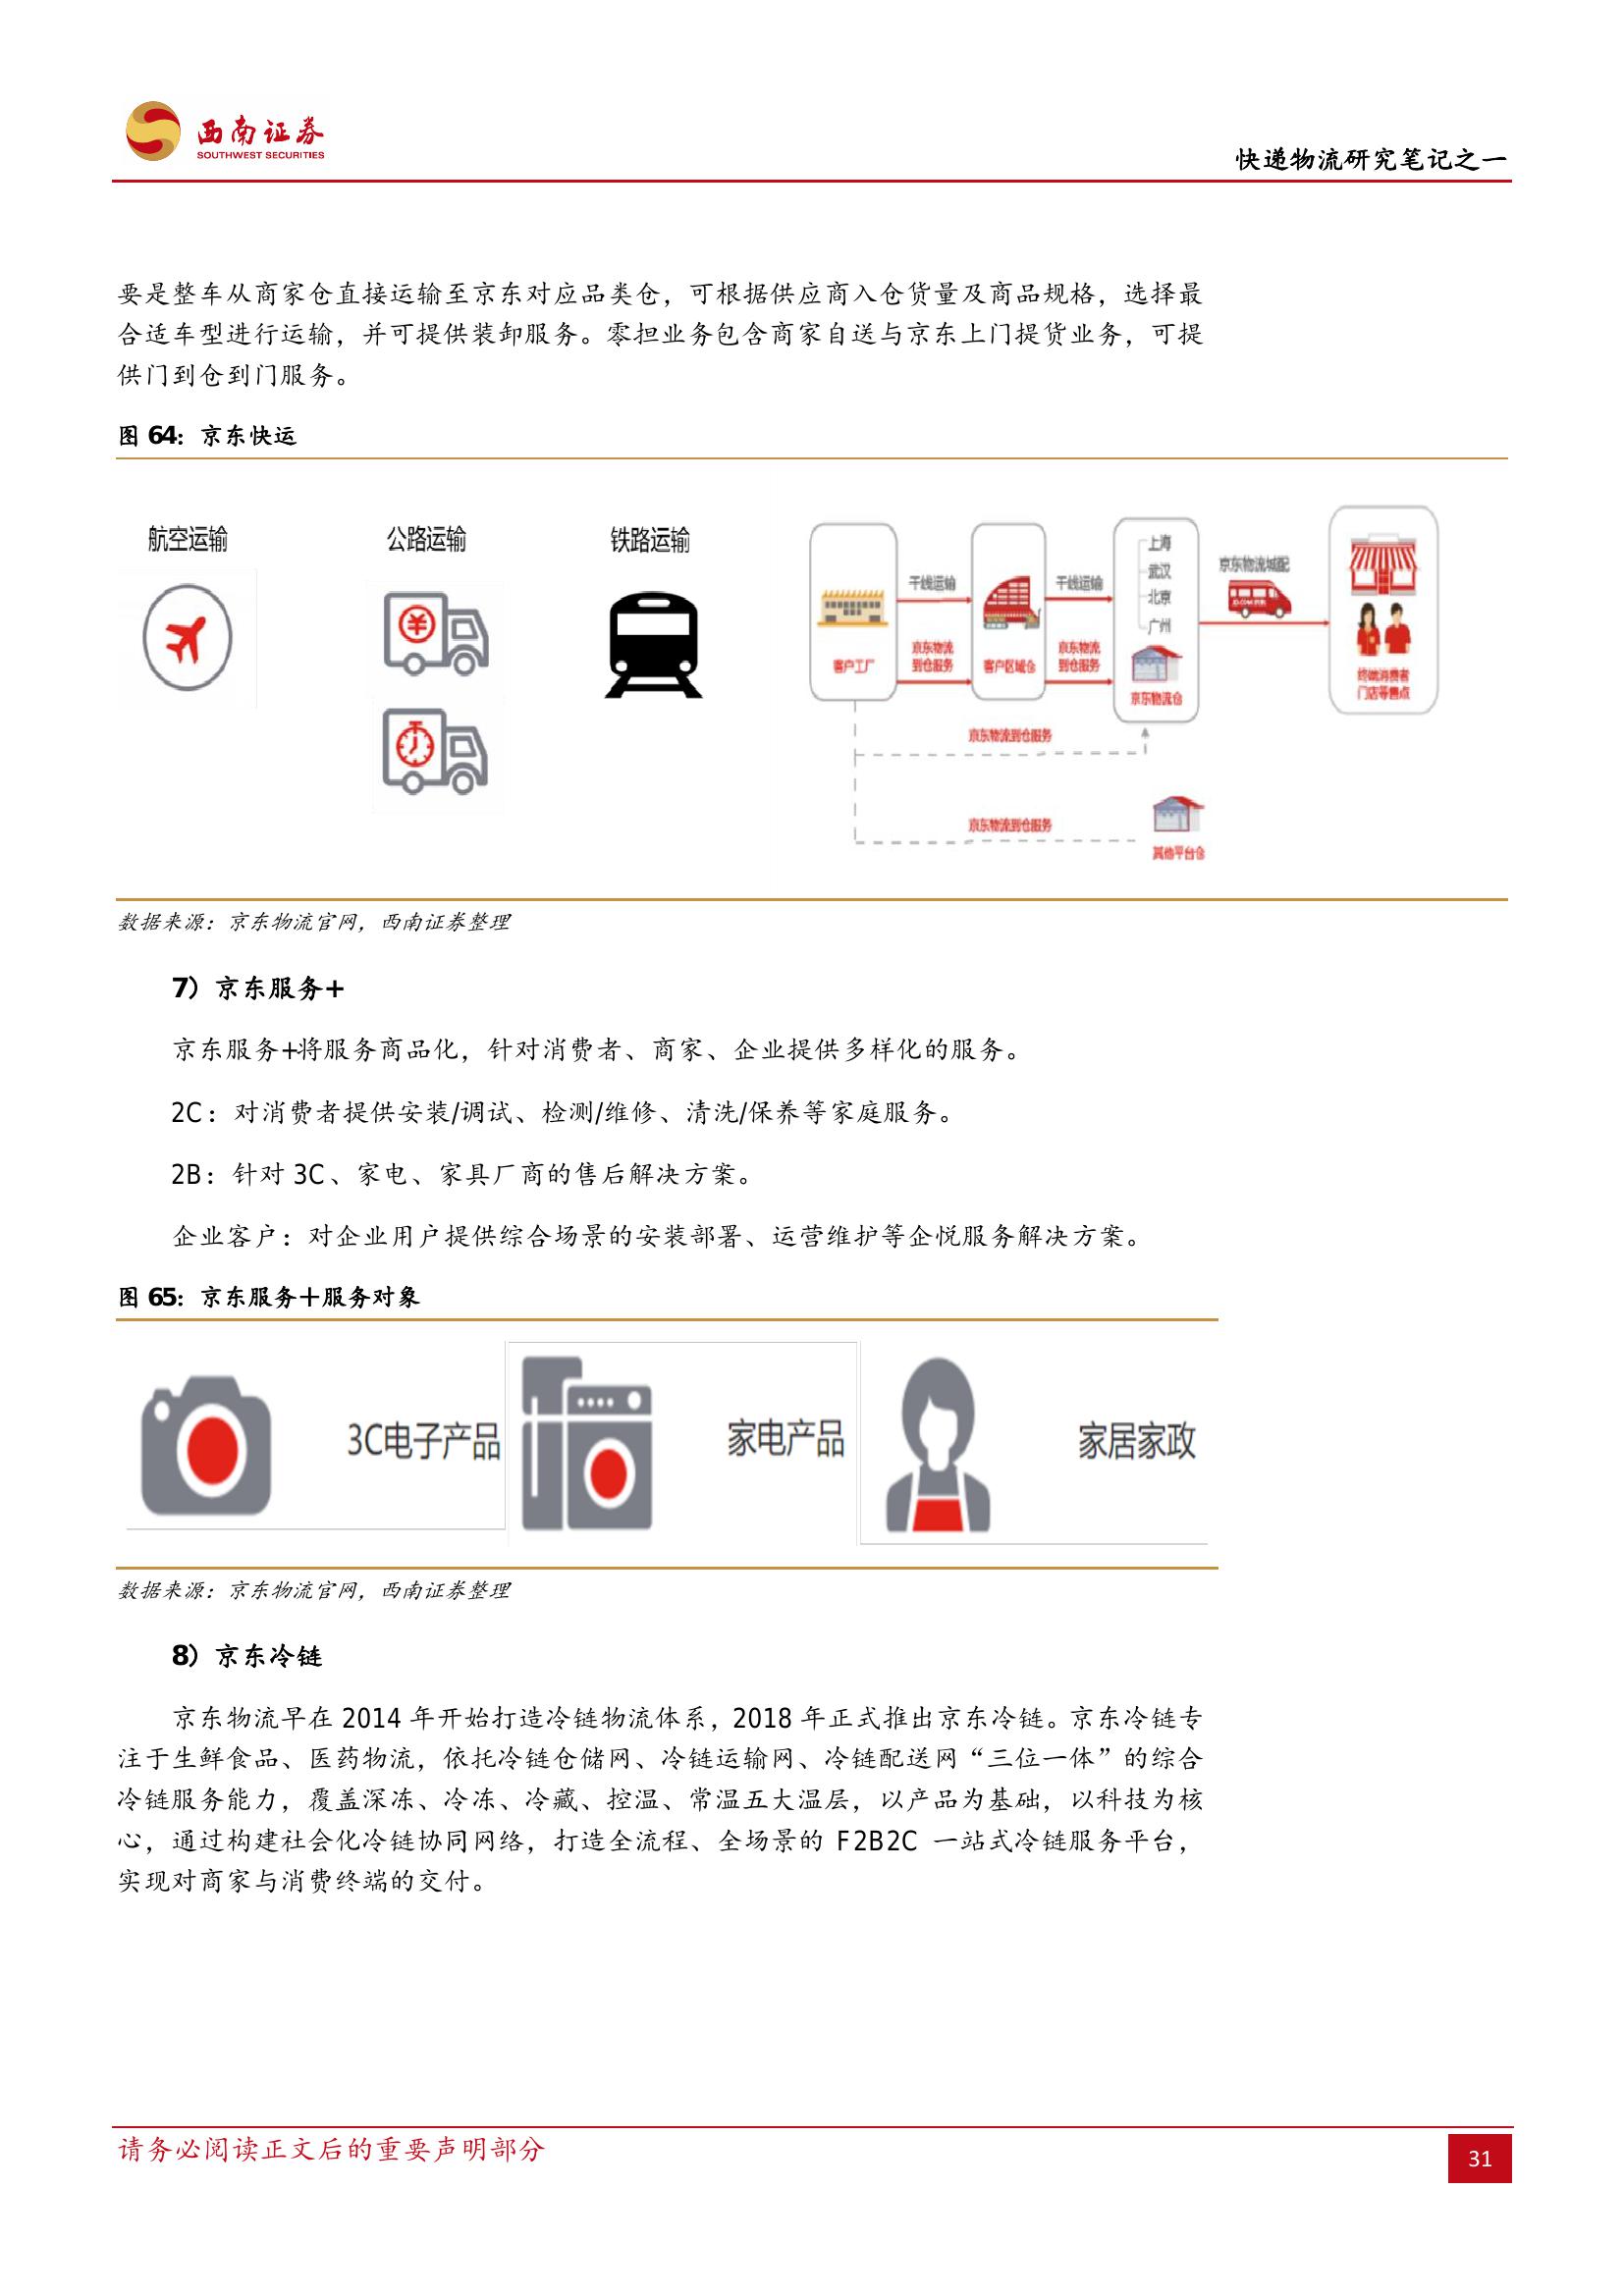 西南证券
SOUTHWEST SECURITIES
快递物流研究笔记之一
要是整车从商家仓直接运输至京东对应品类仓，可根据供应商入仓货量及商品规格，选择最
合适车型进行运输，并可提供装卸服务。零担业务包含商家自送与京东上门提货业务，可提
供门到仓到门服务。
图 64：京东快运
航空运输
公路运输
铁路运输
客户工厂
干线运输
京东物流
到仓服务
客户区域仓
干线运输
京东物流
到仓服务
上海
武汉
北京
广州
京东物流仓
京东物流城配
终端消费者
门店零售点
京东物流到仓服务
京东物流到仓服务
其他平台仓
数据来源：京东物流官网，西南证券整理
7）京东服务+
京东服务+将服务商品化，针对消费者、商家、企业提供多样化的服务。
2C：对消费者提供安装/调试、检测/维修、清洗/保养等家庭服务。
2B：针对 3C、家电、家具厂商的售后解决方案。
企业客户：对企业用户提供综合场景的安装部署、运营维护等企悦服务解决方案。
图 65：京东服务＋服务对象
3C电子产品
家电产品
家居家政
数据来源：京东物流官网，西南证券整理
8）京东冷链
京东物流早在 2014 年开始打造冷链物流体系，2018 年正式推出京东冷链。京东冷链专
注于生鲜食品、医药物流，依托冷链仓储网、冷链运输网、冷链配送网“三位一体”的综合
冷链服务能力，覆盖深冻、冷冻、冷藏、控温、常温五大温层，以产品为基础，以科技为核
心，通过构建社会化冷链协同网络，打造全流程、全场景的 F2B2C 一站式冷链服务平台，
实现对商家与消费终端的交付。
请务必阅读正文后的重要声明部分
31